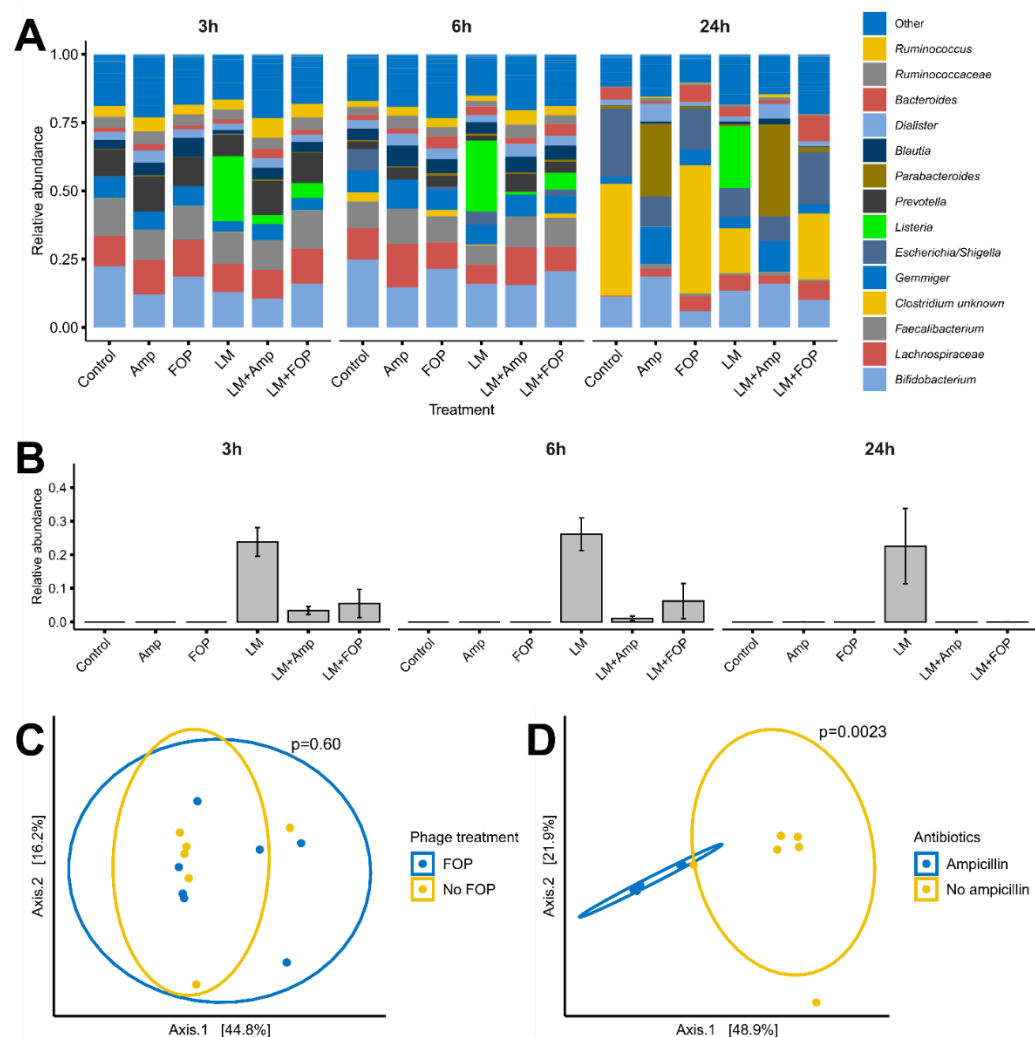 A
3h
6h
24h
Relative abundance
1.00
0.75
0.50
0.25
0.00
Control
Amp
FOP
LM
LM+Amp
LM+FOP
Control
Amp
FOP
LM
LM+Amp
LM+FOP
Control
Amp
FOP
LM
LM+Amp
LM+FOP
Treatment
Other
Ruminococcus
Ruminococcaceae
Bacteroides
Dialister
Blautia
Parabacteroides
Prevotella
Listeria
Escherichia/Shigella
Gemmiger
Clostridium unknown
Faecalibacterium
Lachnospiraceae
Bifidobacterium
B
3h
6h
24h
Relative abundance
0.4
0.3
0.2
0.1
0.0
Control
Amp
FOP
LM
LM+Amp
LM+FOP
Control
Amp
FOP
LM
LM+Amp
LM+FOP
Control
Amp
FOP
LM
LM+Amp
LM+FOP
C
p=0.60
Axis.2 [16.2%]
Axis.1 [44.8%]
Phage treatment
FOP
No FOP
D
p=0.0023
Axis.2 [21.9%]
Axis.1 [48.9%]
Antibiotics
Ampicillin
No ampicillin